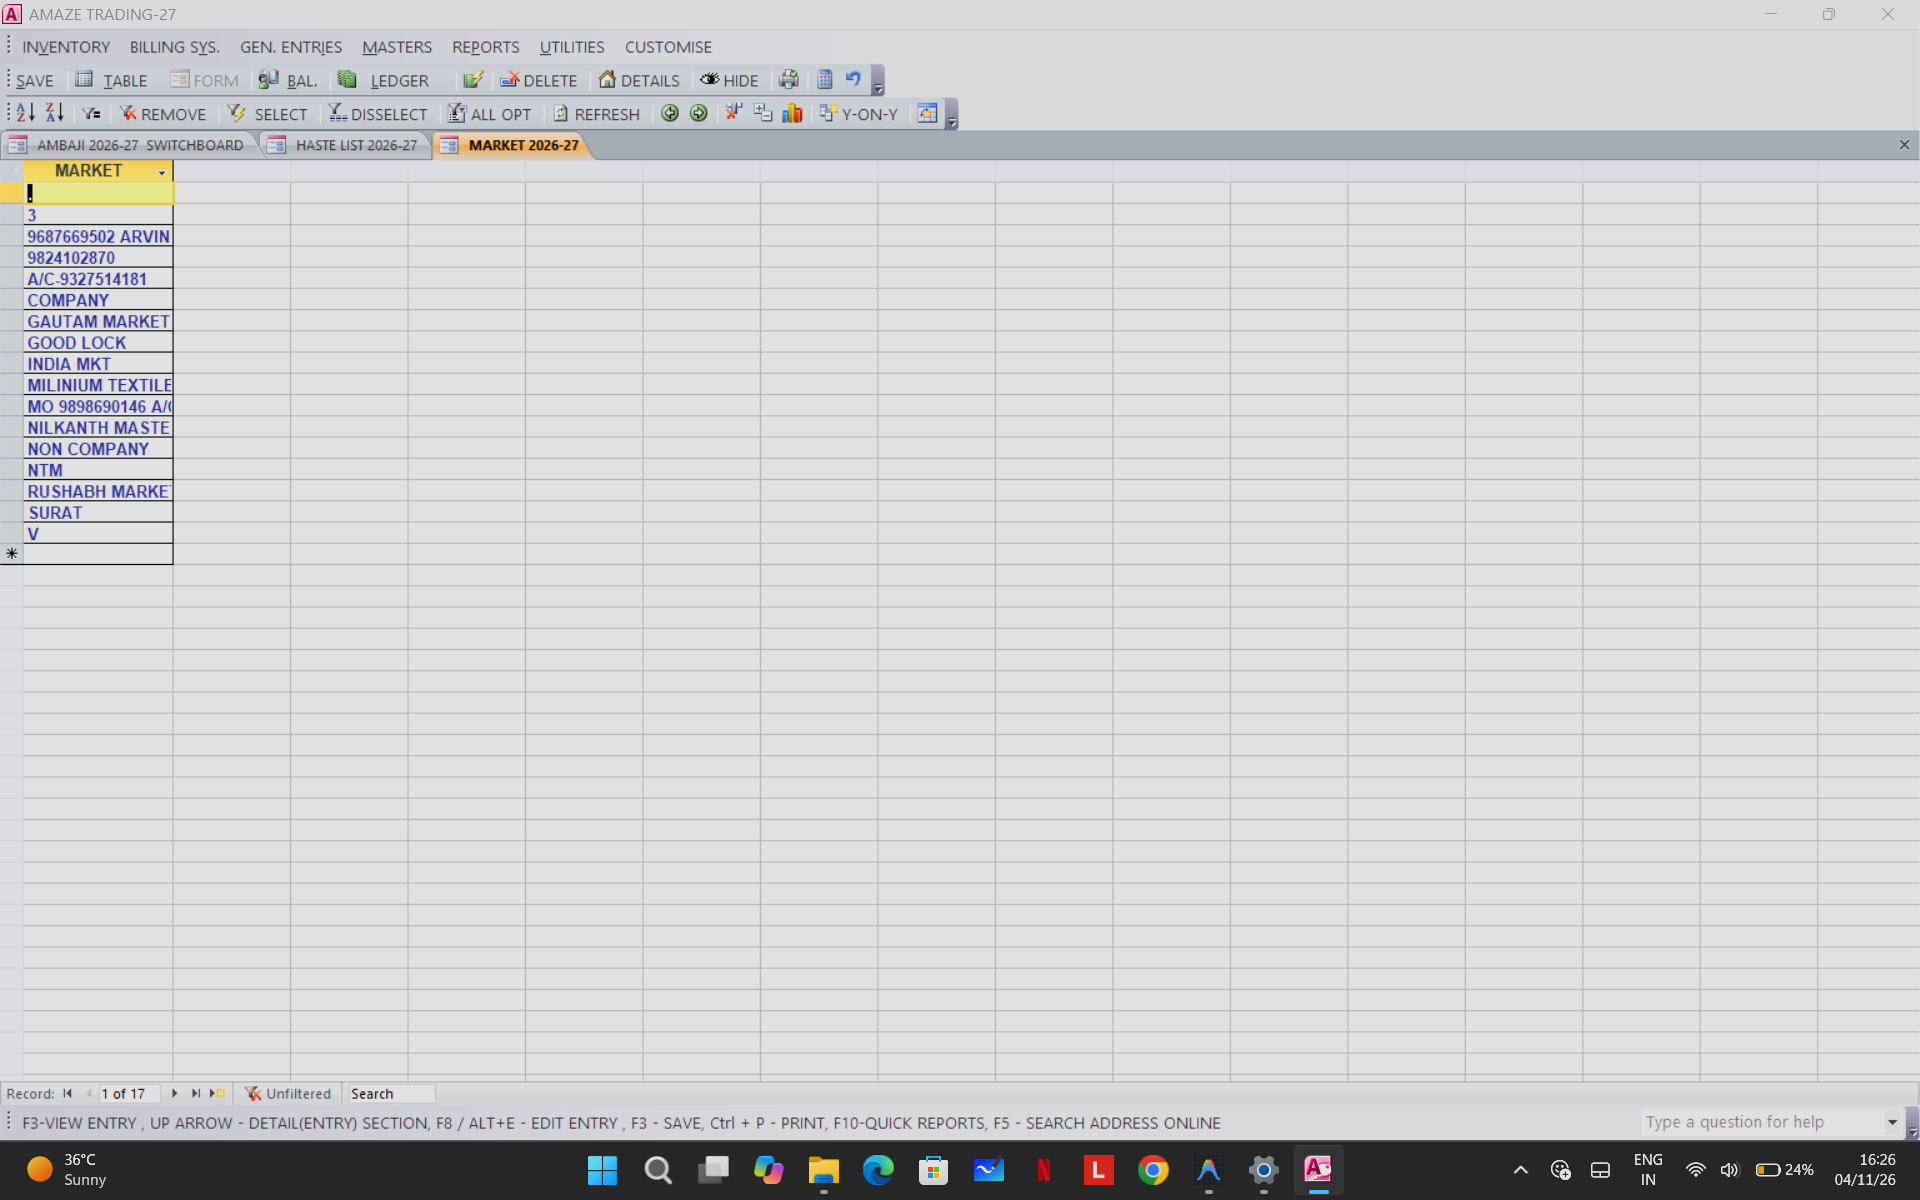 AMAZE TRADING-27
INVENTORY BILLING SYS. GEN. ENTRIES MASTERS REPORTS UTILITIES CUSTOMISE
SAVE TABLE FORM BAL. LEDGER DELETE DETAILS HIDE
REMOVE SELECT DISSELECT ALL OPT REFRESH Y-ON-Y
AMBAJI 2026-27 SWITCHBOARD HASTE LIST 2026-27 MARKET 2026-27
MARKET
.
3
9687669502 ARVIN
9824102870
A/C-9327514181
COMPANY
GAUTAM MARKET
GOOD LOCK
INDIA MKT
MILINIUM TEXTILE
MO 9898690146 A/
NILKANTH MASTE
NON COMPANY
NTM
RUSHABH MARKE
SURAT
V
Record: 1 of 17 Unfiltered Search
F3-VIEW ENTRY , UP ARROW - DETAIL(ENTRY) SECTION, F8 / ALT+E - EDIT ENTRY , F3 - SAVE, Ctrl + P - PRINT, F10-QUICK REPORTS, F5 - SEARCH ADDRESS ONLINE
Type a question for help
36°C
Sunny
ENG
IN
24%
16:26
04/11/26